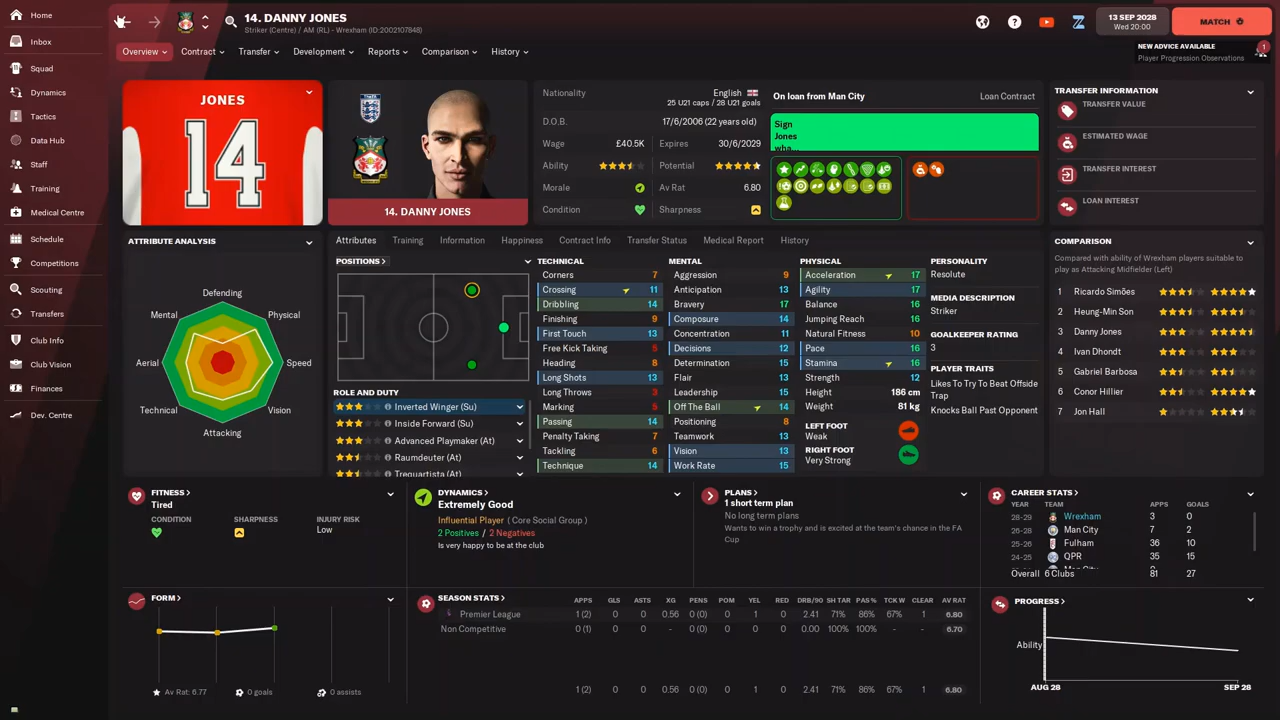 Home
Inbox
Squad
Dynamics
Tactics
Data Hub
Staff
Training
Medical Centre
Schedule
Competitions
Scouting
Transfers
Club Info
Club Vision
Finances
Dev. Centre
14. DANNY JONES
Striker (Centre) / AM (RL) - Wrexham (ID:2002107848)
13 SEP 2028
Wed 20:00
MATCH
Overview
Contract
Transfer
Development
Reports
Comparison
History
NEW ADVICE AVAILABLE
Player Progression Observations
1
JONES
14
14. DANNY JONES
Nationality English
25 U21 caps / 28 U21 goals
D.O.B. 17/6/2006 (22 years old)
Wage £40.5K Expires 30/6/2029
Ability Potential
Morale Av Rat 6.80
Condition Sharpness
On loan from Man City Loan Contract
Sign
Jones
wha...
TRANSFER INFORMATION
TRANSFER VALUE
ESTIMATED WAGE
TRANSFER INTEREST
LOAN INTEREST
ATTRIBUTE ANALYSIS
Defending
Mental Physical
Aerial Speed
Technical Vision
Attacking
Attributes Training Information Happiness Contract Info Transfer Status Medical Report History
POSITIONS
ROLE AND DUTY
Inverted Winger (Su)
Inside Forward (Su)
Advanced Playmaker (At)
Raumdeuter (At)
Trequartista (At)
TECHNICAL
Corners 7
Crossing 11
Dribbling 14
Finishing 9
First Touch 13
Free Kick Taking 5
Heading 8
Long Shots 13
Long Throws 3
Marking 5
Passing 14
Penalty Taking 7
Tackling 6
Technique 14
MENTAL
Aggression 9
Anticipation 13
Bravery 17
Composure 14
Concentration 11
Decisions 12
Determination 15
Flair 13
Leadership 15
Off The Ball 14
Positioning 8
Teamwork 13
Vision 13
Work Rate 15
PHYSICAL
Acceleration 17
Agility 17
Balance 16
Jumping Reach 16
Natural Fitness 10
Pace 16
Stamina 16
Strength 12
Height 186 cm
Weight 81 kg
LEFT FOOT
Weak
RIGHT FOOT
Very Strong
PERSONALITY
Resolute
MEDIA DESCRIPTION
Striker
GOALKEEPER RATING
3
PLAYER TRAITS
Likes To Try To Beat Offside
Trap
Knocks Ball Past Opponent
COMPARISON
Compared with ability of Wrexham players suitable
to play as Attacking Midfielder (Left)
1 Ricardo Simões
2 Heung-Min Son
3 Danny Jones
4 Ivan Dhondt
5 Gabriel Barbosa
6 Conor Hillier
7 Jon Hall
FITNESS
Tired
CONDITION SHARPNESS INJURY RISK
Low
DYNAMICS
Extremely Good
Influential Player ( Core Social Group )
2 Positives / 2 Negatives
Is very happy to be at the club
PLANS
1 short term plan
No long term plans
Wants to win a trophy and is excited at the team's chance in the FA
Cup
CAREER STATS
YEAR TEAM APPS GOALS
28-29 Wrexham 3 0
26-28 Man City 7 2
25-26 Fulham 36 10
24-25 QPR 35 15
Overall 6 Clubs 81 27
FORM
Av Rat: 6.77 0 goals 0 assists
SEASON STATS APPS GLS ASTS XG PENS POM YEL RED DRB/90 SH TAR PAS % TCK W CLEAR AV RAT
Premier League 1 (2) 0 0 0.56 0 (0) 0 1 0 2.41 71% 86% 67% 1 6.80
Non Competitive 0 (1) 0 0 - 0 (0) 0 0 0 0.00 100% 100% - - 6.70
1 (2) 0 0 0.56 0 (0) 0 1 0 2.41 71% 86% 67% 1 6.80
PROGRESS
Ability
AUG 28 SEP 28